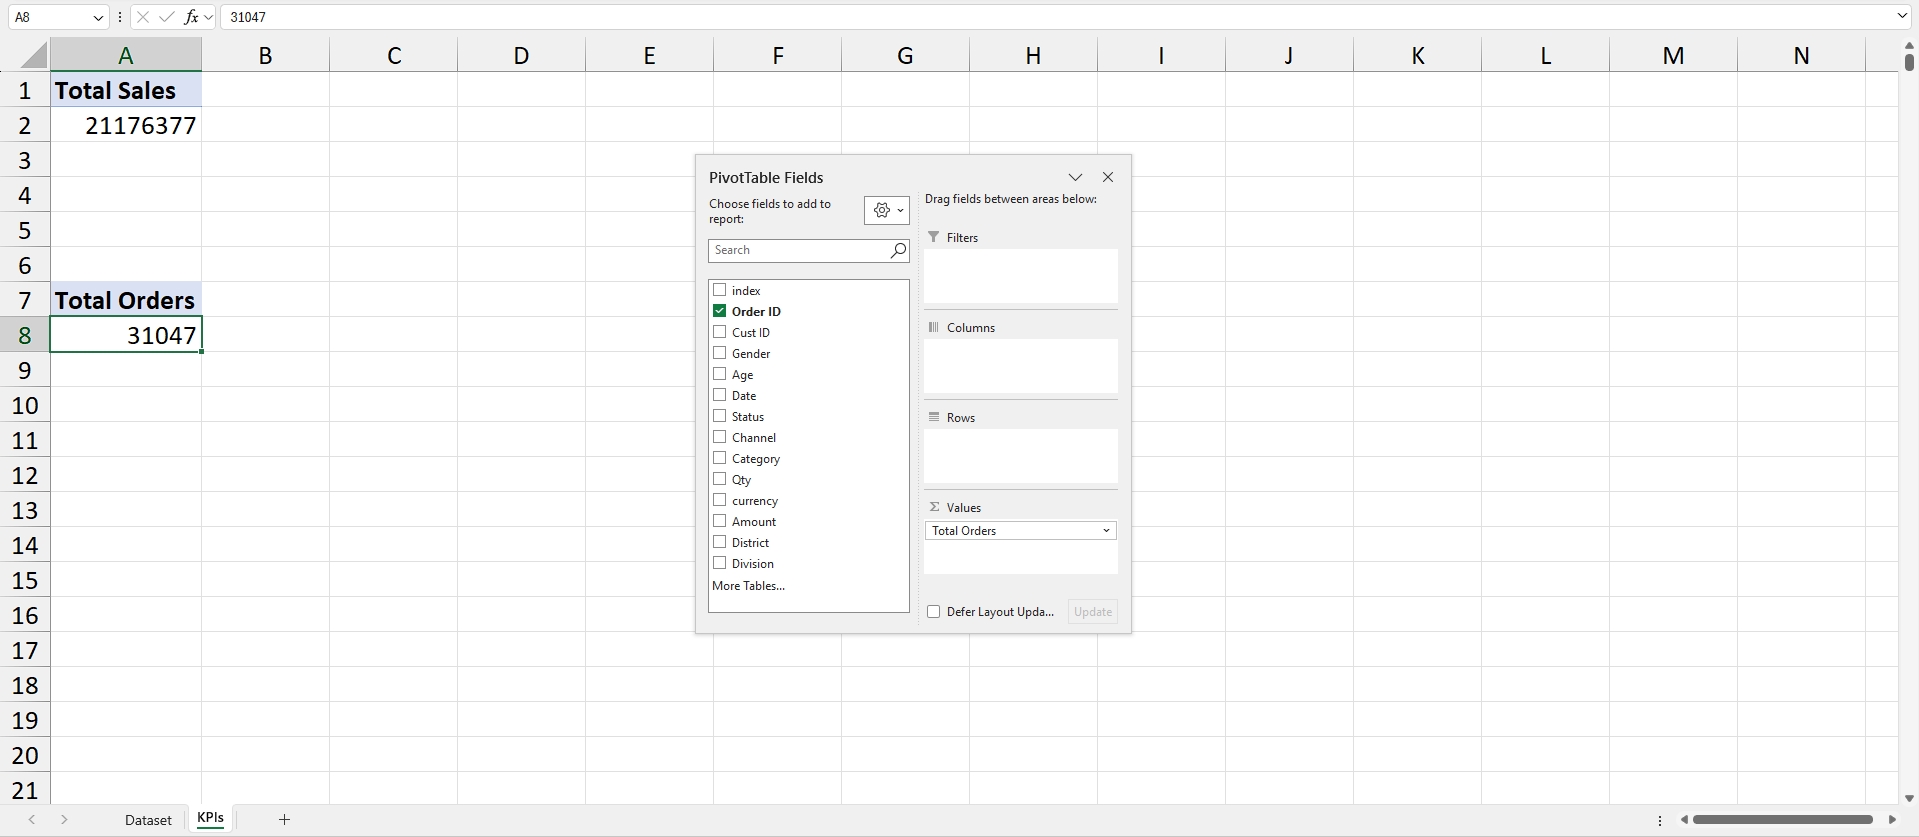 A8 fx 31047
A B C D E F G H I J K L M N
1 Total Sales
2 21176377
3
4
5
6
7 Total Orders
8 31047
9
10
11
12
13
14
15
16
17
18
19
20
21
PivotTable Fields
Choose fields to add to
report:
Search
index
Order ID
Cust ID
Gender
Age
Date
Status
Channel
Category
Qty
currency
Amount
District
Division
More Tables...
Drag fields between areas below:
Filters
Columns
Rows
Σ Values
Total Orders
Defer Layout Upda... Update
Dataset KPIs +